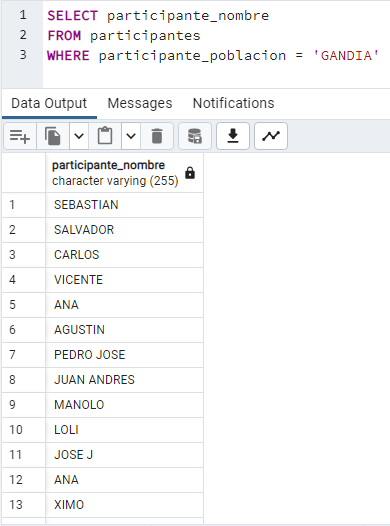 1 SELECT participante_nombre
2 FROM participantes
3 WHERE participante_poblacion = 'GANDIA'
Data Output Messages Notifications
participante_nombre
character varying (255)
1 SEBASTIAN
2 SALVADOR
3 CARLOS
4 VICENTE
5 ANA
6 AGUSTIN
7 PEDRO JOSE
8 JUAN ANDRES
9 MANOLO
10 LOLI
11 JOSE J
12 ANA
13 XIMO